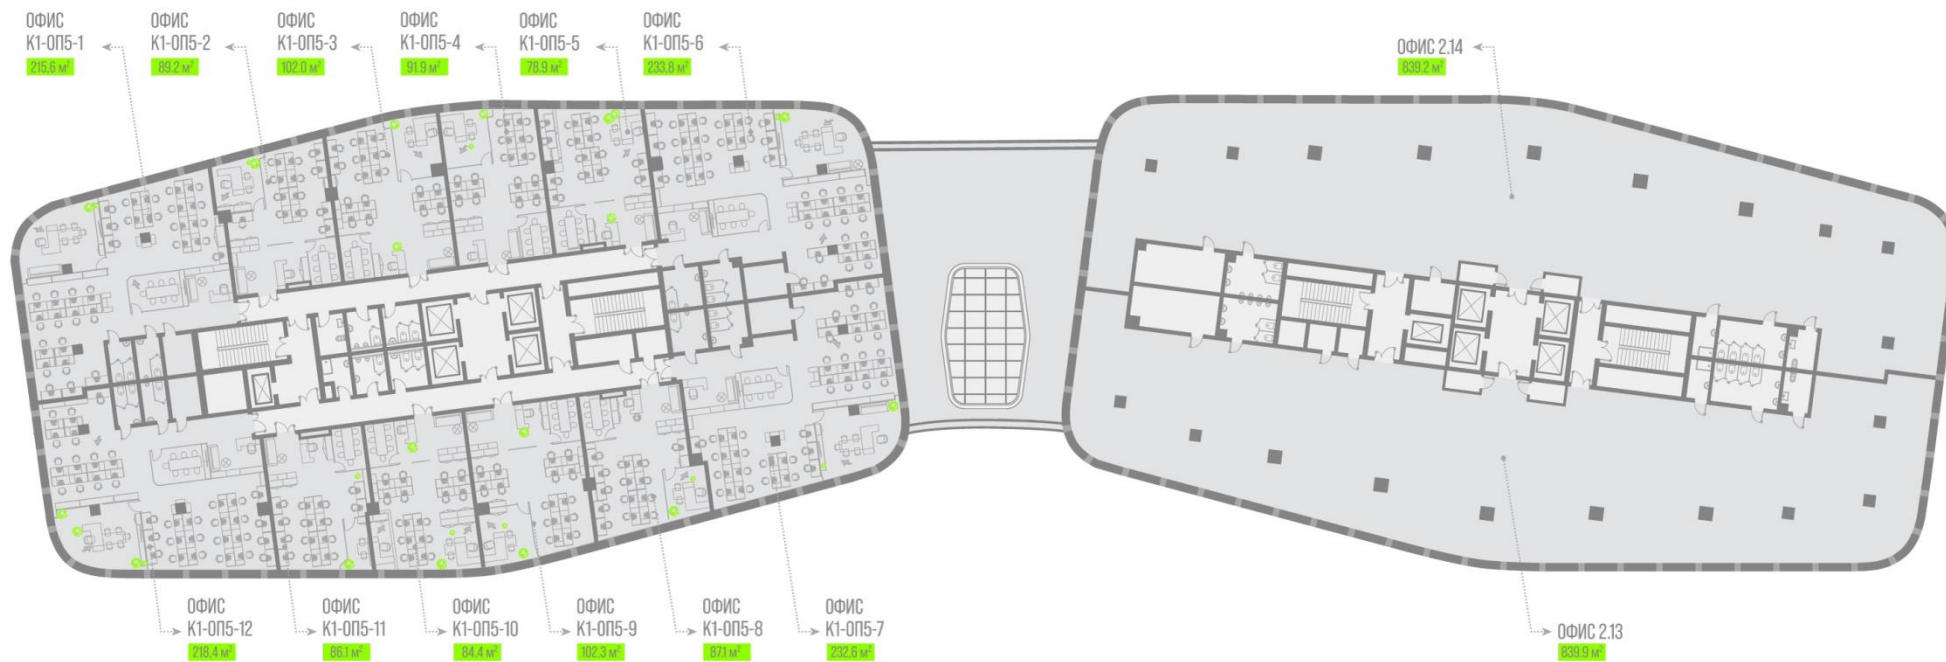 ОФИС
К1-ОП5-1
215,6 м²
ОФИС
К1-ОП5-2
89.2 м²
ОФИС
К1-ОП5-3
102.0 м²
ОФИС
К1-ОП5-4
91.9 м²
ОФИС
К1-ОП5-5
78.9 м²
ОФИС
К1-ОП5-6
233.8 м²
ОФИС 2.14
839.2 м²
ОФИС
К1-ОП5-12
218,4 м²
ОФИС
К1-ОП5-11
86.1 м²
ОФИС
К1-ОП5-10
84.4 м²
ОФИС
К1-ОП5-9
102.3 м²
ОФИС
К1-ОП5-8
87.1 м²
ОФИС
К1-ОП5-7
232,6 м²
ОФИС 2.13
839.9 м²